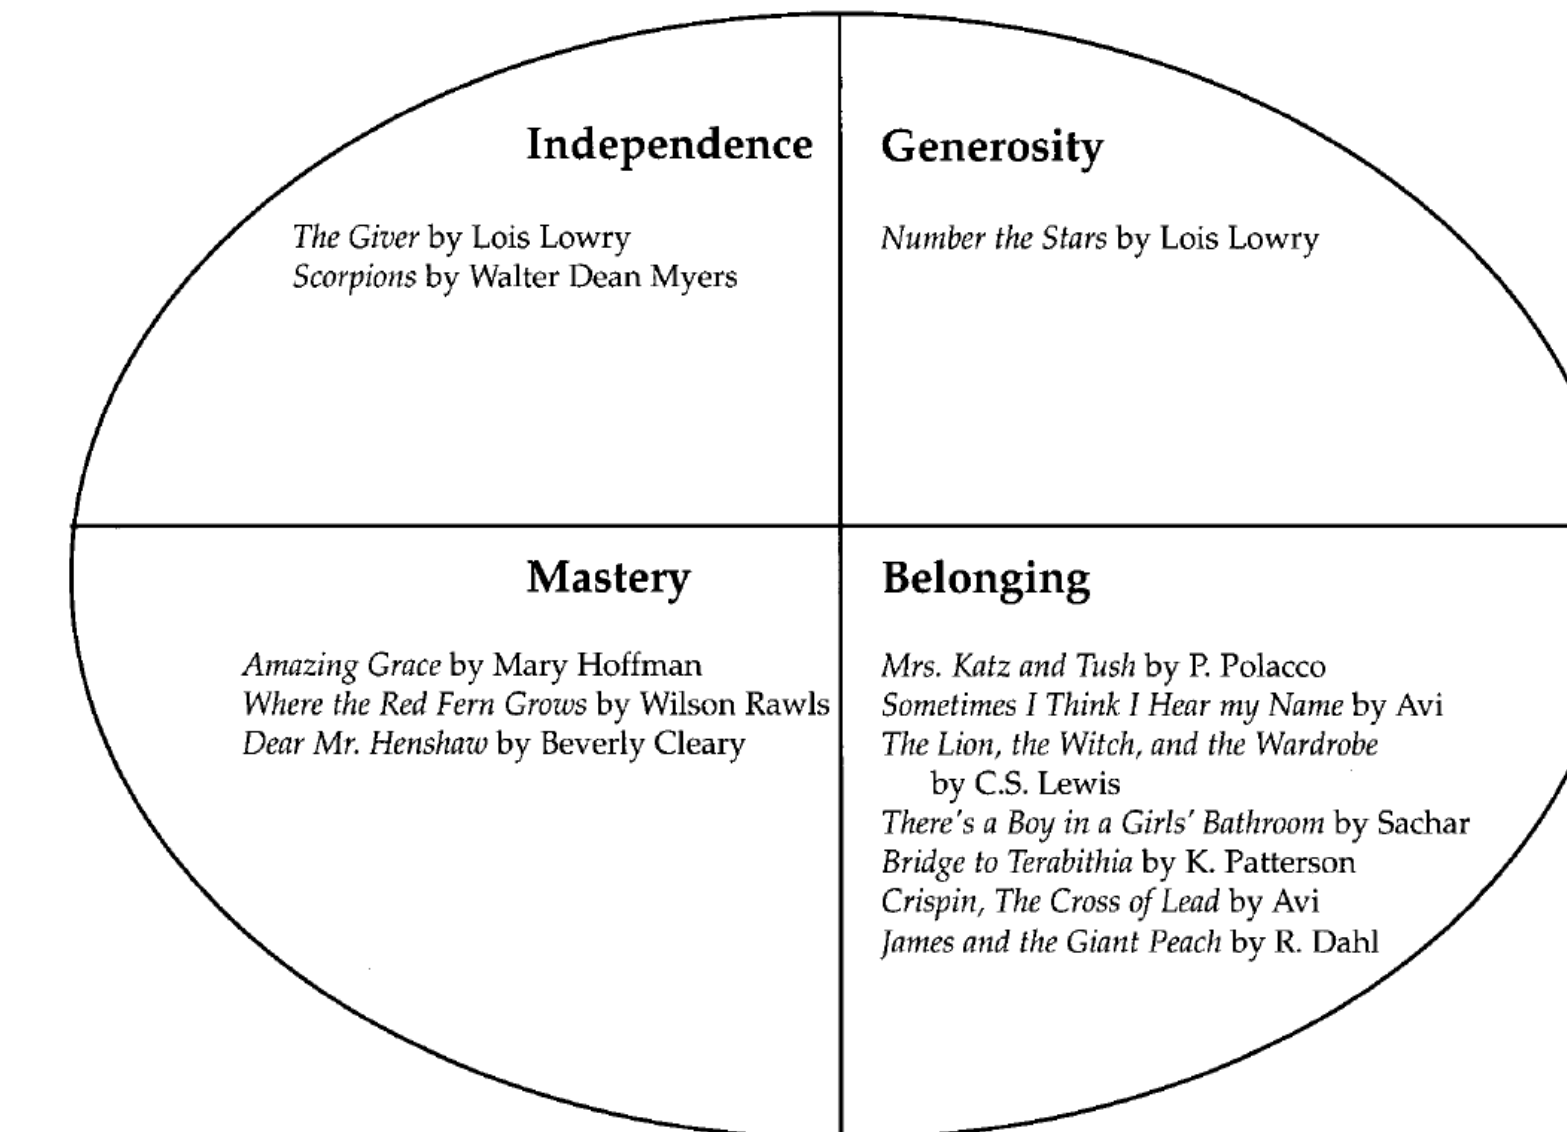 Independence
The Giver by Lois Lowry
Scorpions by Walter Dean Myers
Generosity
Number the Stars by Lois Lowry
Mastery
Amazing Grace by Mary Hoffman
Where the Red Fern Grows by Wilson Rawls
Dear Mr. Henshaw by Beverly Cleary
Belonging
Mrs. Katz and Tush by P. Polacco
Sometimes I Think I Hear my Name by Avi
The Lion, the Witch, and the Wardrobe
by C.S. Lewis
There's a Boy in a Girls' Bathroom by Sachar
Bridge to Terabithia by K. Patterson
Crispin, The Cross of Lead by Avi
James and the Giant Peach by R. Dahl